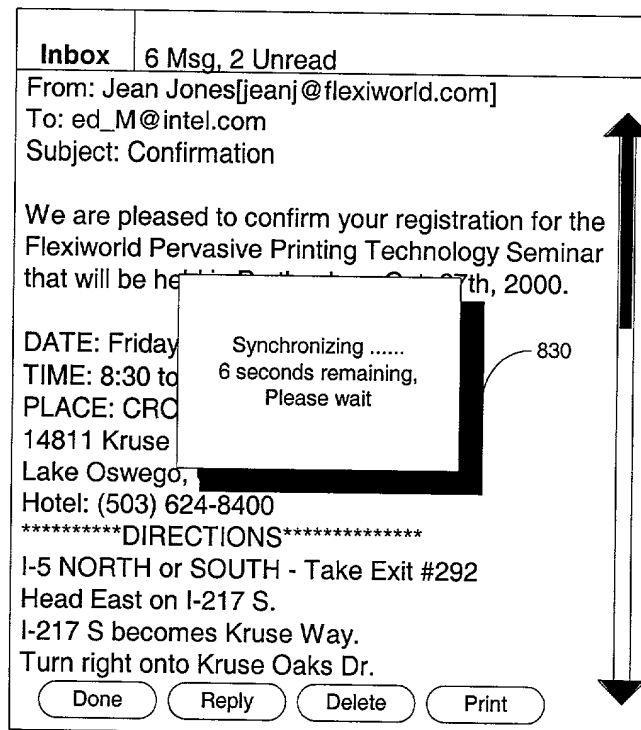 Inbox 6 Msg, 2 Unread
From: Jean Jones[jeanj@flexiworld.com]
To: ed_M@intel.com
Subject: Confirmation
We are pleased to confirm your registration for the
Flexiworld Pervasive Printing Technology Seminar
that will be 7th, 2000.
DATE: Friday
TIME: 8:30 to
PLACE: CRO
14811 Kruse
Lake Oswego,
Hotel: (503) 624-8400
**********DIRECTIONS**************
I-5 NORTH or SOUTH - Take Exit #292
Head East on I-217 S.
I-217 S becomes Kruse Way.
Turn right onto Kruse Oaks Dr.
Synchronizing ......
6 seconds remaining,
Please wait
830
Done Reply Delete Print